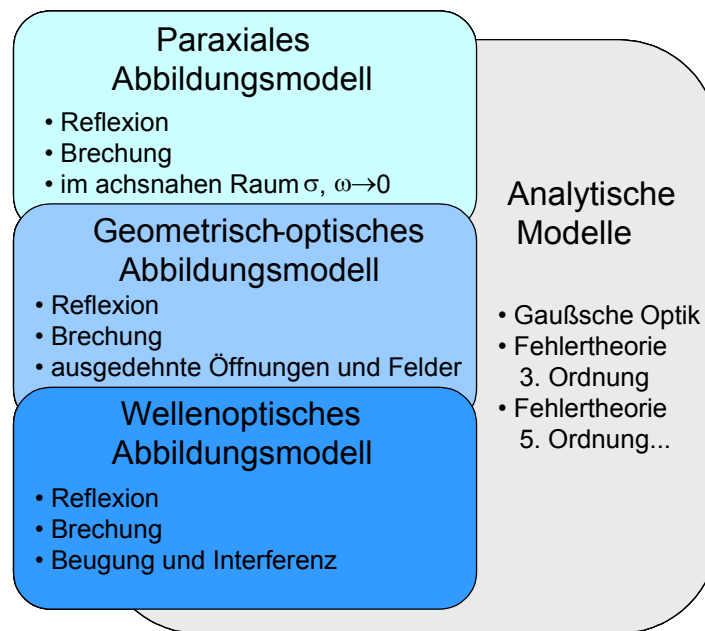 Paraxiales
Abbildungsmodell
• Reflexion
• Brechung
• im achsnahen Raum σ, ω→0
Geometrisch-optisches
Abbildungsmodell
• Reflexion
• Brechung
• ausgedehnte Öffnungen und Felder
Wellenoptisches
Abbildungsmodell
• Reflexion
• Brechung
• Beugung und Interferenz
Analytische
Modelle
• Gaußsche Optik
• Fehlertheorie
3. Ordnung
• Fehlertheorie
5. Ordnung...